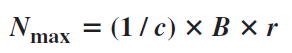 N_max = (1 / c) × B × r